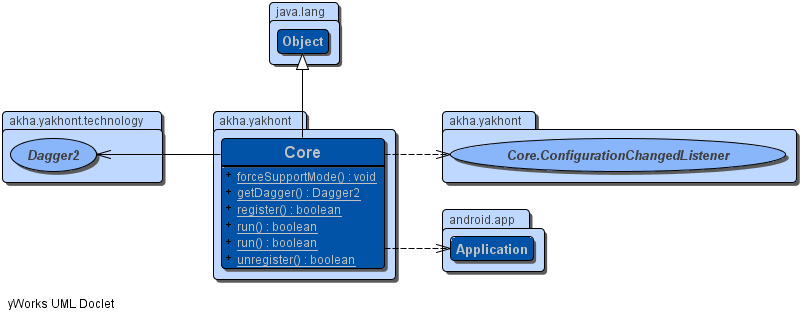 java.lang
Object
akha.yakhont.technology
Dagger2
akha.yakhont
Core
+ forceSupportMode() : void
+ getDagger() : Dagger2
+ register() : boolean
+ run() : boolean
+ run() : boolean
+ unregister() : boolean
akha.yakhont
Core.ConfigurationChangedListener
android.app
Application
yWorks UML Doclet